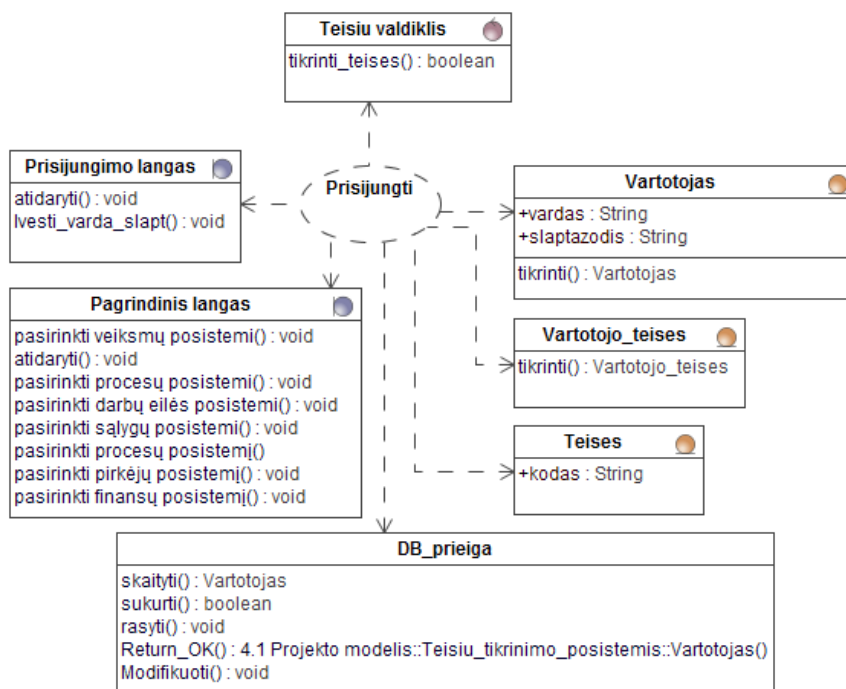 Teisiu valdiklis
tikrinti_teises() : boolean
Prisijungimo langas
atidaryti() : void
Ivesti_varda_slapt() : void
Prisijungti
Vartotojas
+vardas : String
+slaptazodis : String
tikrinti() : Vartotojas
Pagrindinis langas
pasirinkti veiksmų posistemi() : void
atidaryti() : void
pasirinkti procesų posistemi() : void
pasirinkti darbų eilės posistemi() : void
pasirinkti sąlygų posistemi() : void
pasirinkti procesų posistemį()
pasirinkti pirkėjų posistemį() : void
pasirinkti finansų posistemį() : void
Vartotojo_teises
tikrinti() : Vartotojo_teises
Teises
+kodas : String
DB_prieiga
skaityti() : Vartotojas
sukurti() : boolean
rasyti() : void
Return_OK() : 4.1 Projekto modelis::Teisiu_tikrinimo_posistemis::Vartotojas()
Modifikuoti() : void